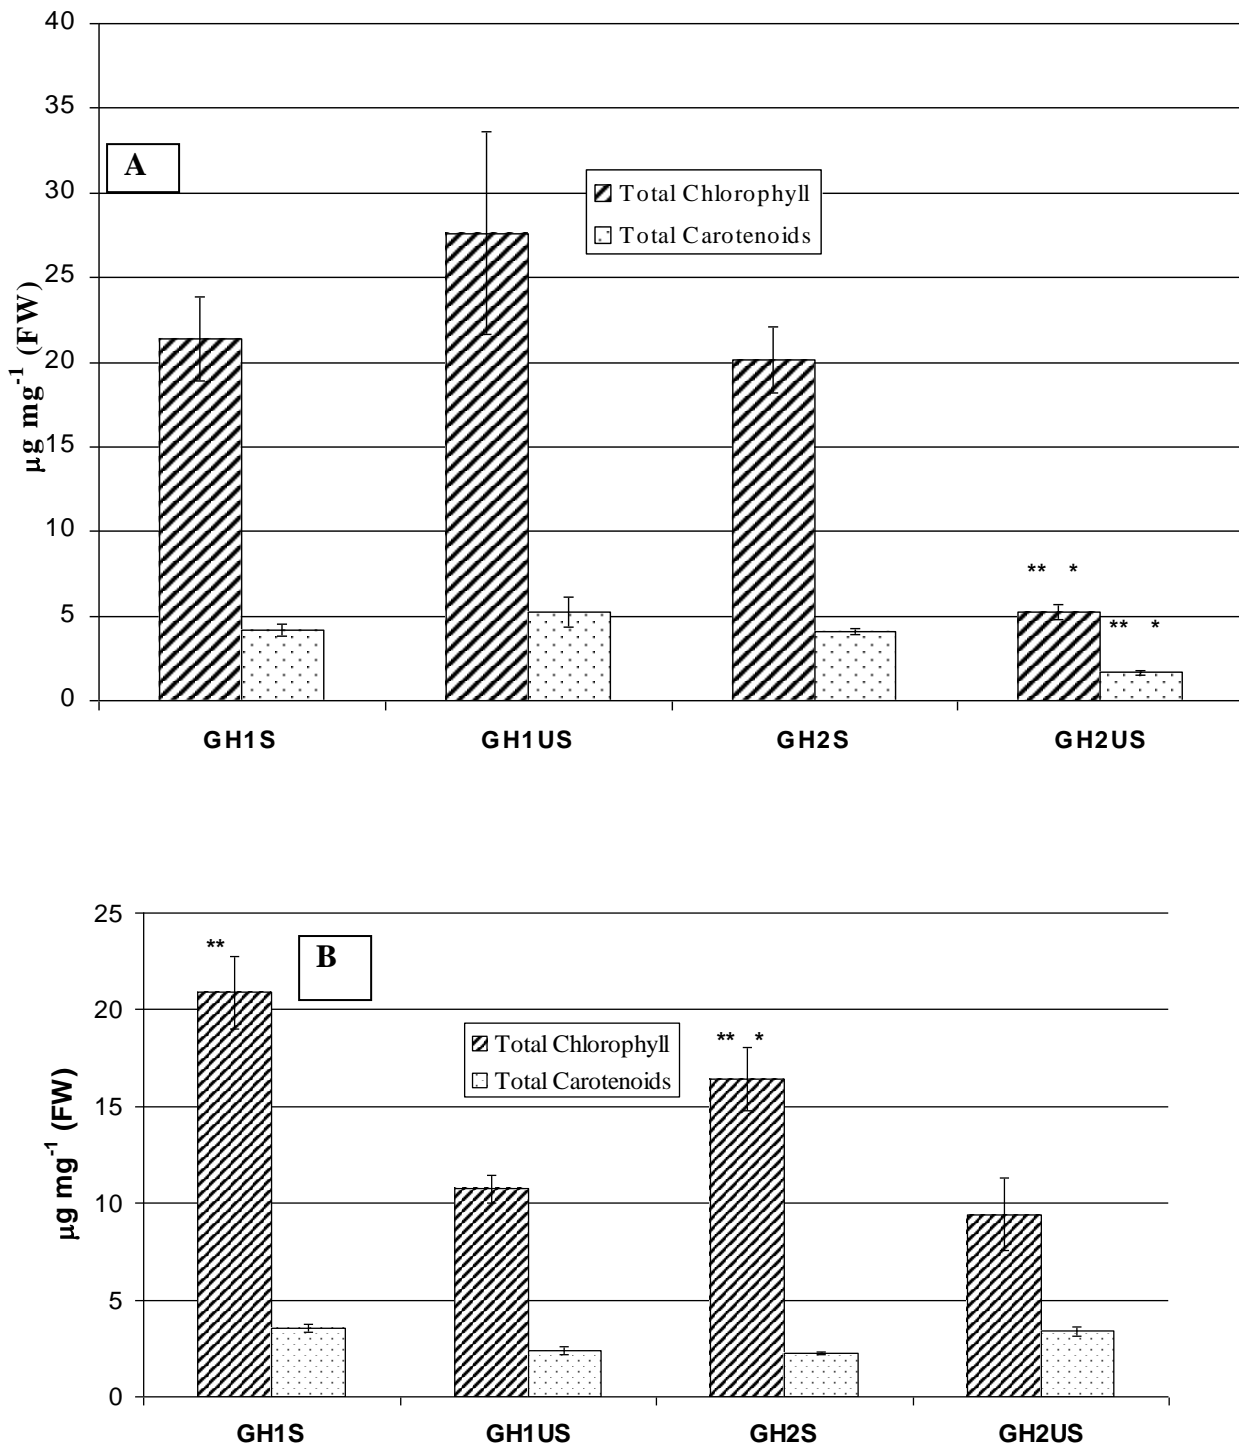 40
35
A
30
Total Chlorophyll
Total Carotenoids
25
20
15
10
5
0
µg mg-1 (FW)
** *
** *
GH1S GH1US GH2S GH2US
25
**
B
20
Total Chlorophyll
Total Carotenoids
** *
15
10
5
0
µg mg-1 (FW)
GH1S GH1US GH2S GH2US